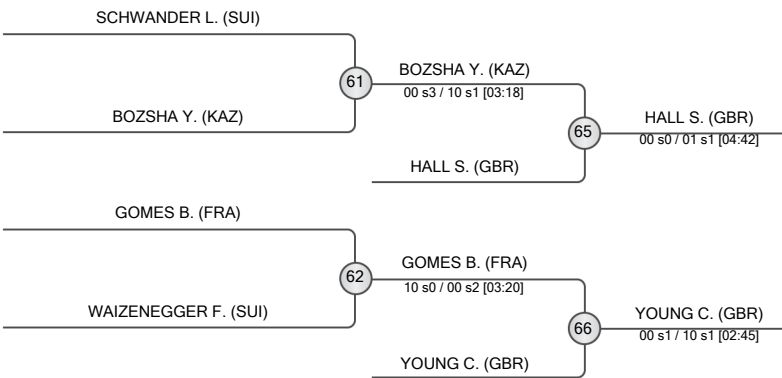 SCHWANDER L. (SUI)
61
BOZSHA Y. (KAZ)
00 s3 / 10 s1 [03:18]
BOZSHA Y. (KAZ)
65
HALL S. (GBR)
00 s0 / 01 s1 [04:42]
HALL S. (GBR)
GOMES B. (FRA)
62
GOMES B. (FRA)
10 s0 / 00 s2 [03:20]
WAIZENEGGER F. (SUI)
66
YOUNG C. (GBR)
00 s1 / 10 s1 [02:45]
YOUNG C. (GBR)